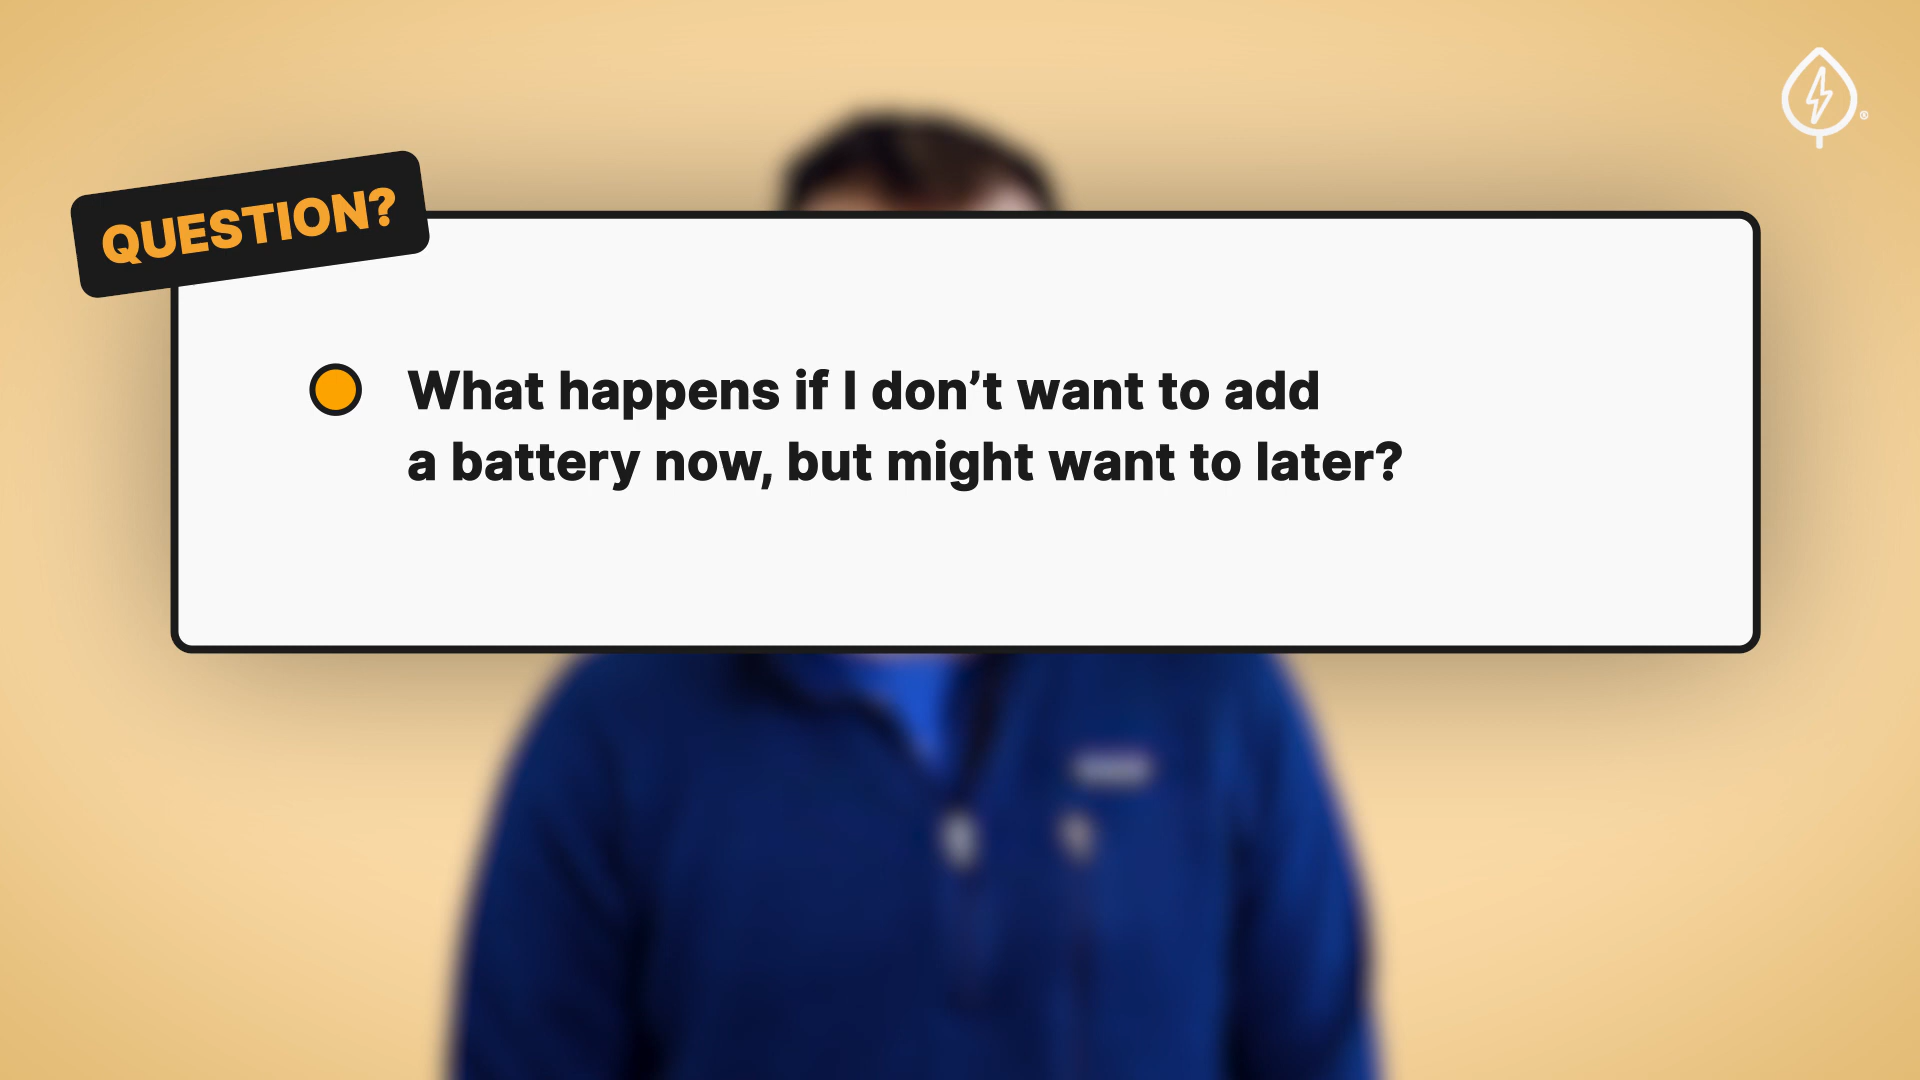 QUESTION?
What happens if I don’t want to add
a battery now, but might want to later?